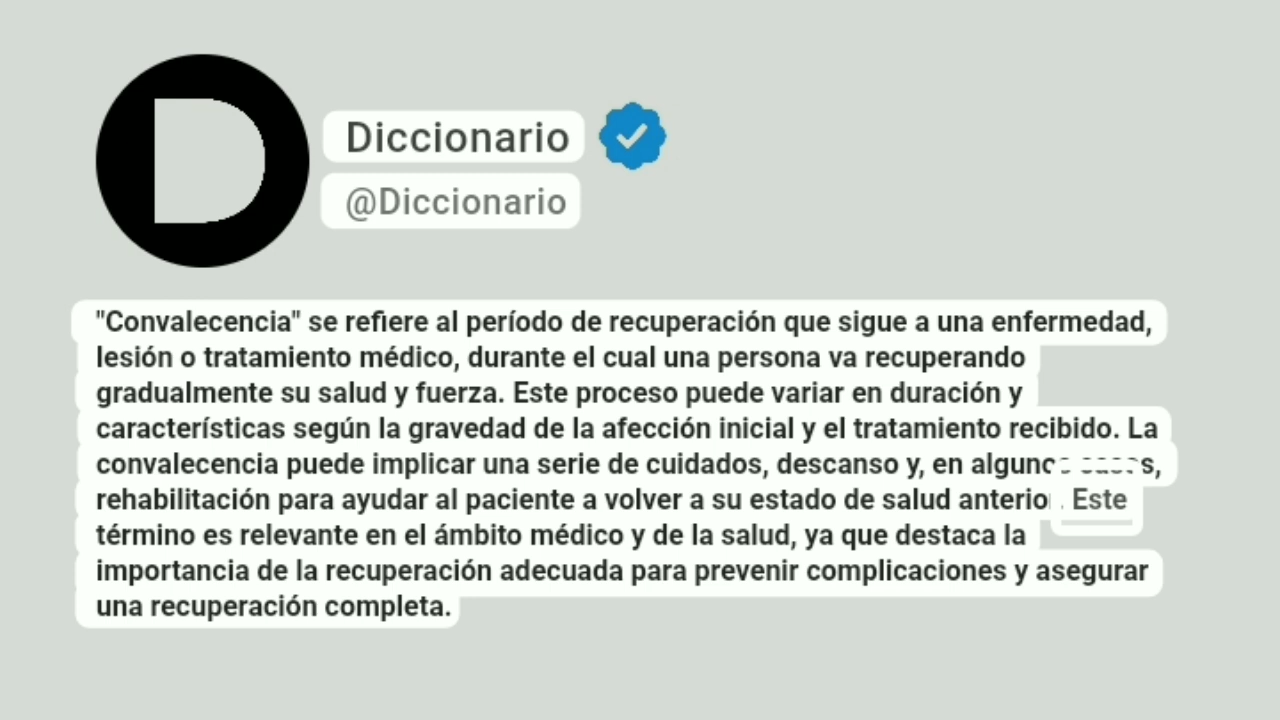 D
Diccionario
@Diccionario
"Convalecencia" se refiere al período de recuperación que sigue a una enfermedad,
lesión o tratamiento médico, durante el cual una persona va recuperando
gradualmente su salud y fuerza. Este proceso puede variar en duración y
características según la gravedad de la afección inicial y el tratamiento recibido. La
convalecencia puede implicar una serie de cuidados, descanso y, en algunos casos,
rehabilitación para ayudar al paciente a volver a su estado de salud anterior. Este
término es relevante en el ámbito médico y de la salud, ya que destaca la
importancia de la recuperación adecuada para prevenir complicaciones y asegurar
una recuperación completa.